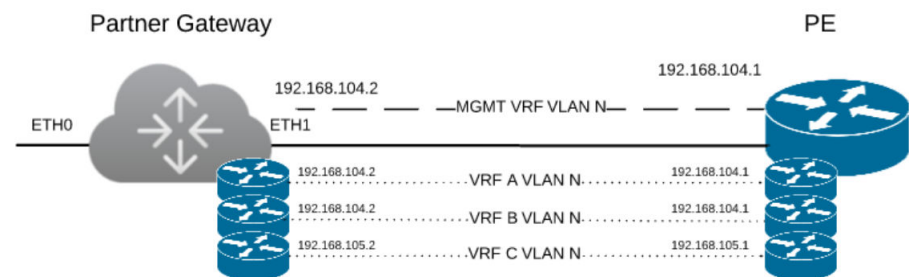 Partner Gateway
PE
192.168.104.1
192.168.104.2
MGMT VRF VLAN N
ETH0
ETH1
192.168.104.2
VRF A VLAN N
192.168.104.1
192.168.104.2
VRF B VLAN N
192.168.104.1
192.168.105.2
VRF C VLAN N
192.168.105.1